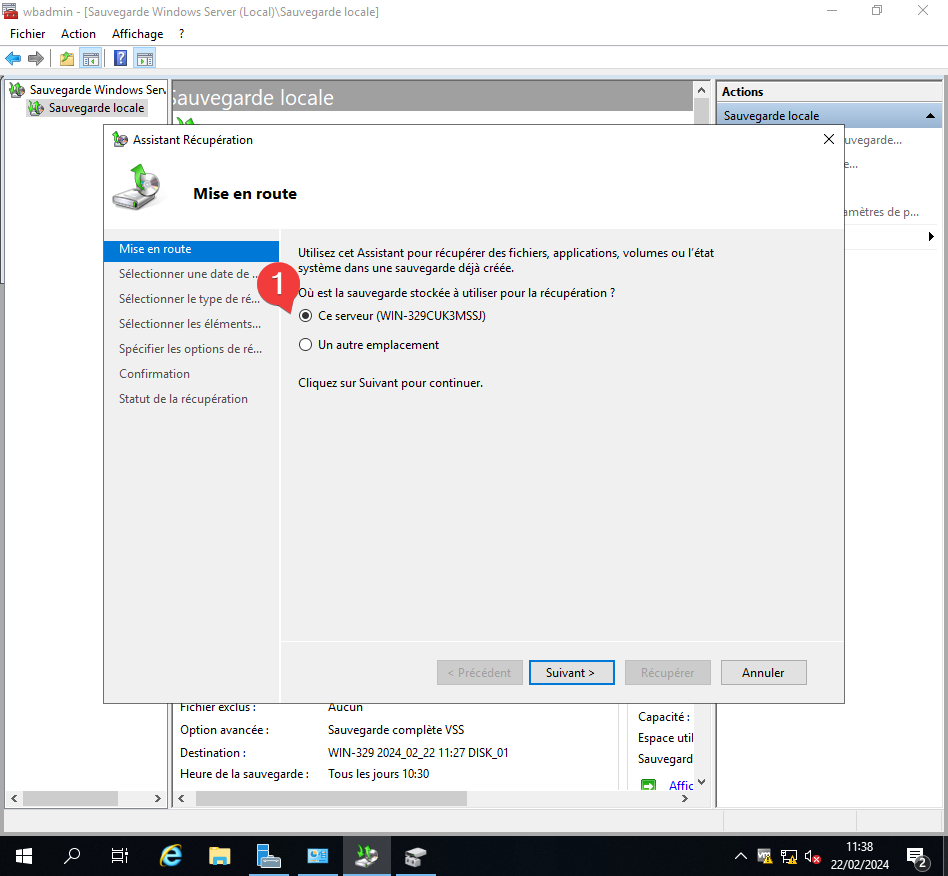 wbadmin - [Sauvegarde Windows Server (Local)\Sauvegarde locale]
Fichier Action Affichage ?
Sauvegarde Windows Serv
Sauvegarde locale
Sauvegarde locale
Actions
Sauvegarde locale
uvegarde...
e...
amètres de p...
Assistant Récupération
Mise en route
Mise en route
Sélectionner une date de ...
Sélectionner le type de ré...
Sélectionner les éléments...
Spécifier les options de ré...
Confirmation
Statut de la récupération
Utilisez cet Assistant pour récupérer des fichiers, applications, volumes ou l'état
système dans une sauvegarde déjà créée.
1
Où est la sauvegarde stockée à utiliser pour la récupération ?
Ce serveur (WIN-329CUK3MSSJ)
Un autre emplacement
Cliquez sur Suivant pour continuer.
< Précédent Suivant > Récupérer Annuler
Fichier exclus : Aucun
Option avancée : Sauvegarde complète VSS
Destination : WIN-329 2024_02_22 11:27 DISK_01
Heure de la sauvegarde : Tous les jours 10:30
Capacité :
Espace util
Sauvegard
Affic
11:38
22/02/2024
2